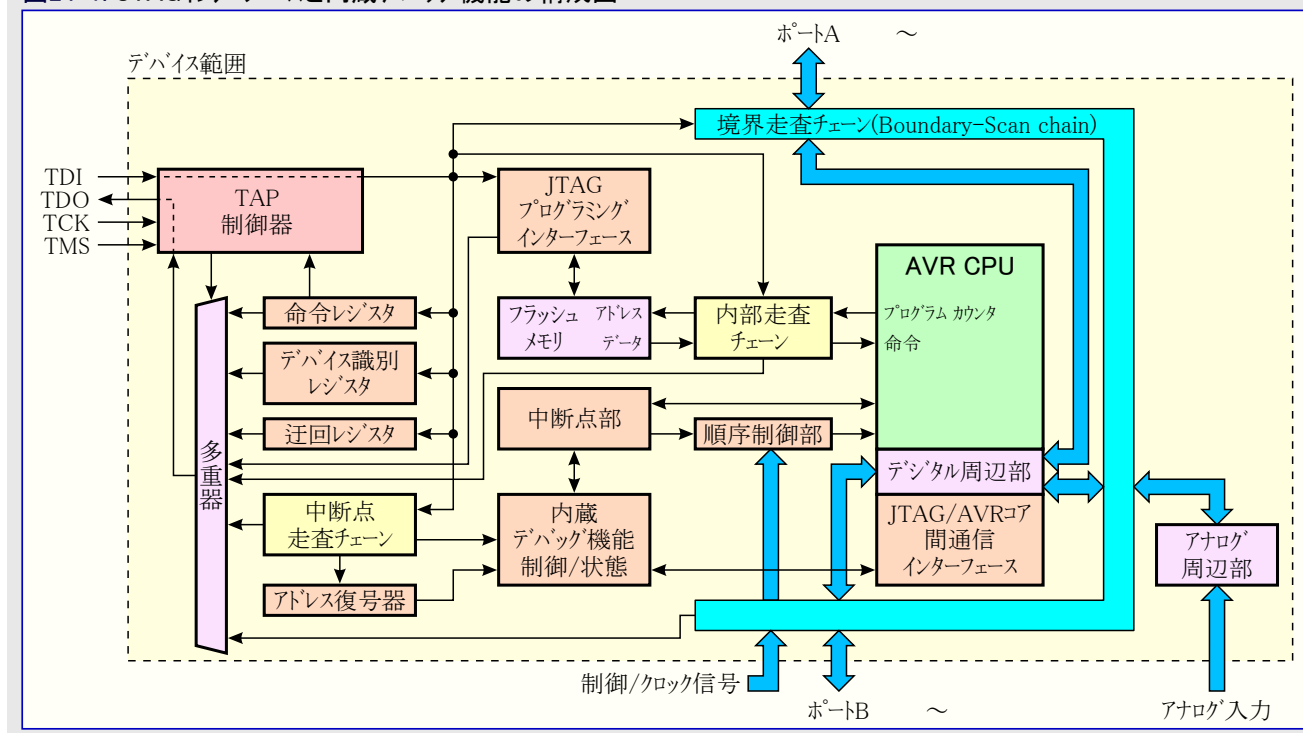 ポートA ～
デバイス範囲
境界走査チェーン(Boundary-Scan chain)
TDI
TDO
TCK
TMS
TAP
制御器
JTAG
プログラミング
インターフェース
AVR CPU
プログラム カウンタ
命令
命令レジスタ
フラッシュ
メモリ
アドレス
データ
内部走査
チェーン
デバイス識別
レジスタ
中断点部
順序制御部
迂回レジスタ
多重器
デジタル周辺部
中断点
走査チェーン
内蔵
デバッグ機能
制御/状態
JTAG/AVRコア
間通信
インターフェース
アナログ
周辺部
アドレス復号器
制御/クロック信号
ポートB ～
アナログ入力